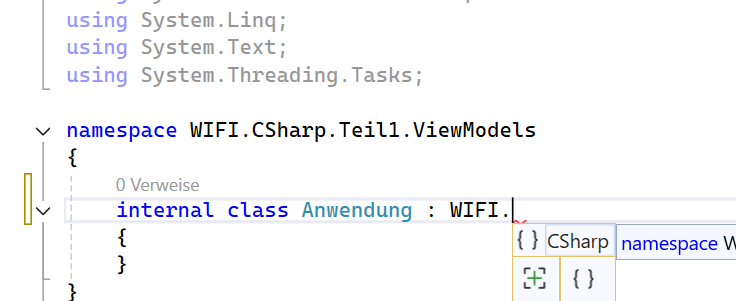 using System.Linq;
using System.Text;
using System.Threading.Tasks;
namespace WIFI.CSharp.Teil1.ViewModels
{
0 Verweise
internal class Anwendung : WIFI.
{ } CSharp namespace
{
}
{ }
}